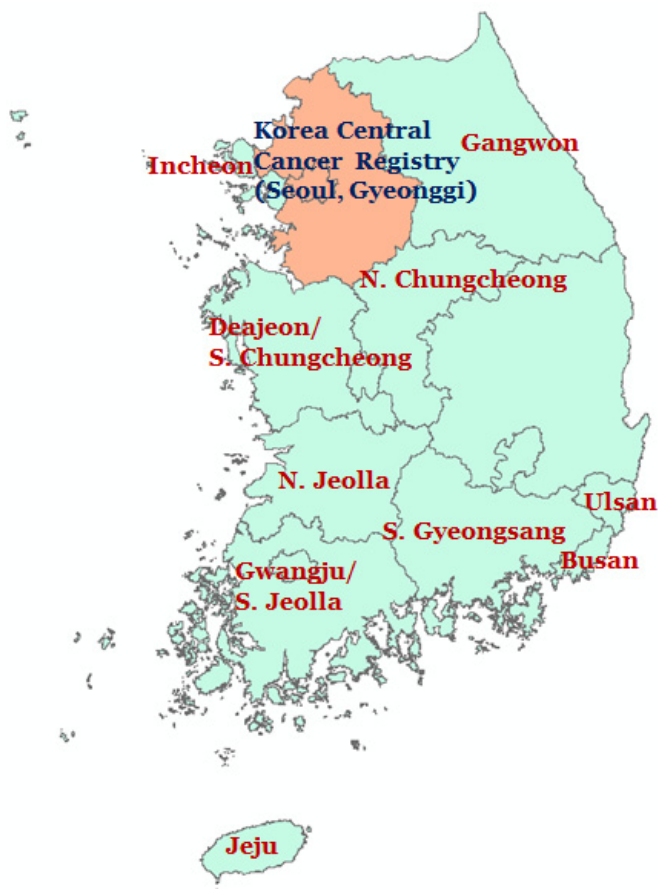 Korea Central
Cancer Registry
(Seoul, Gyeonggi)
Incheon
Gangwon
N. Chungcheong
Deajeon/
S. Chungcheong
N. Jeolla
Ulsan
S. Gyeongsang
Busan
Gwangju/
S. Jeolla
Jeju